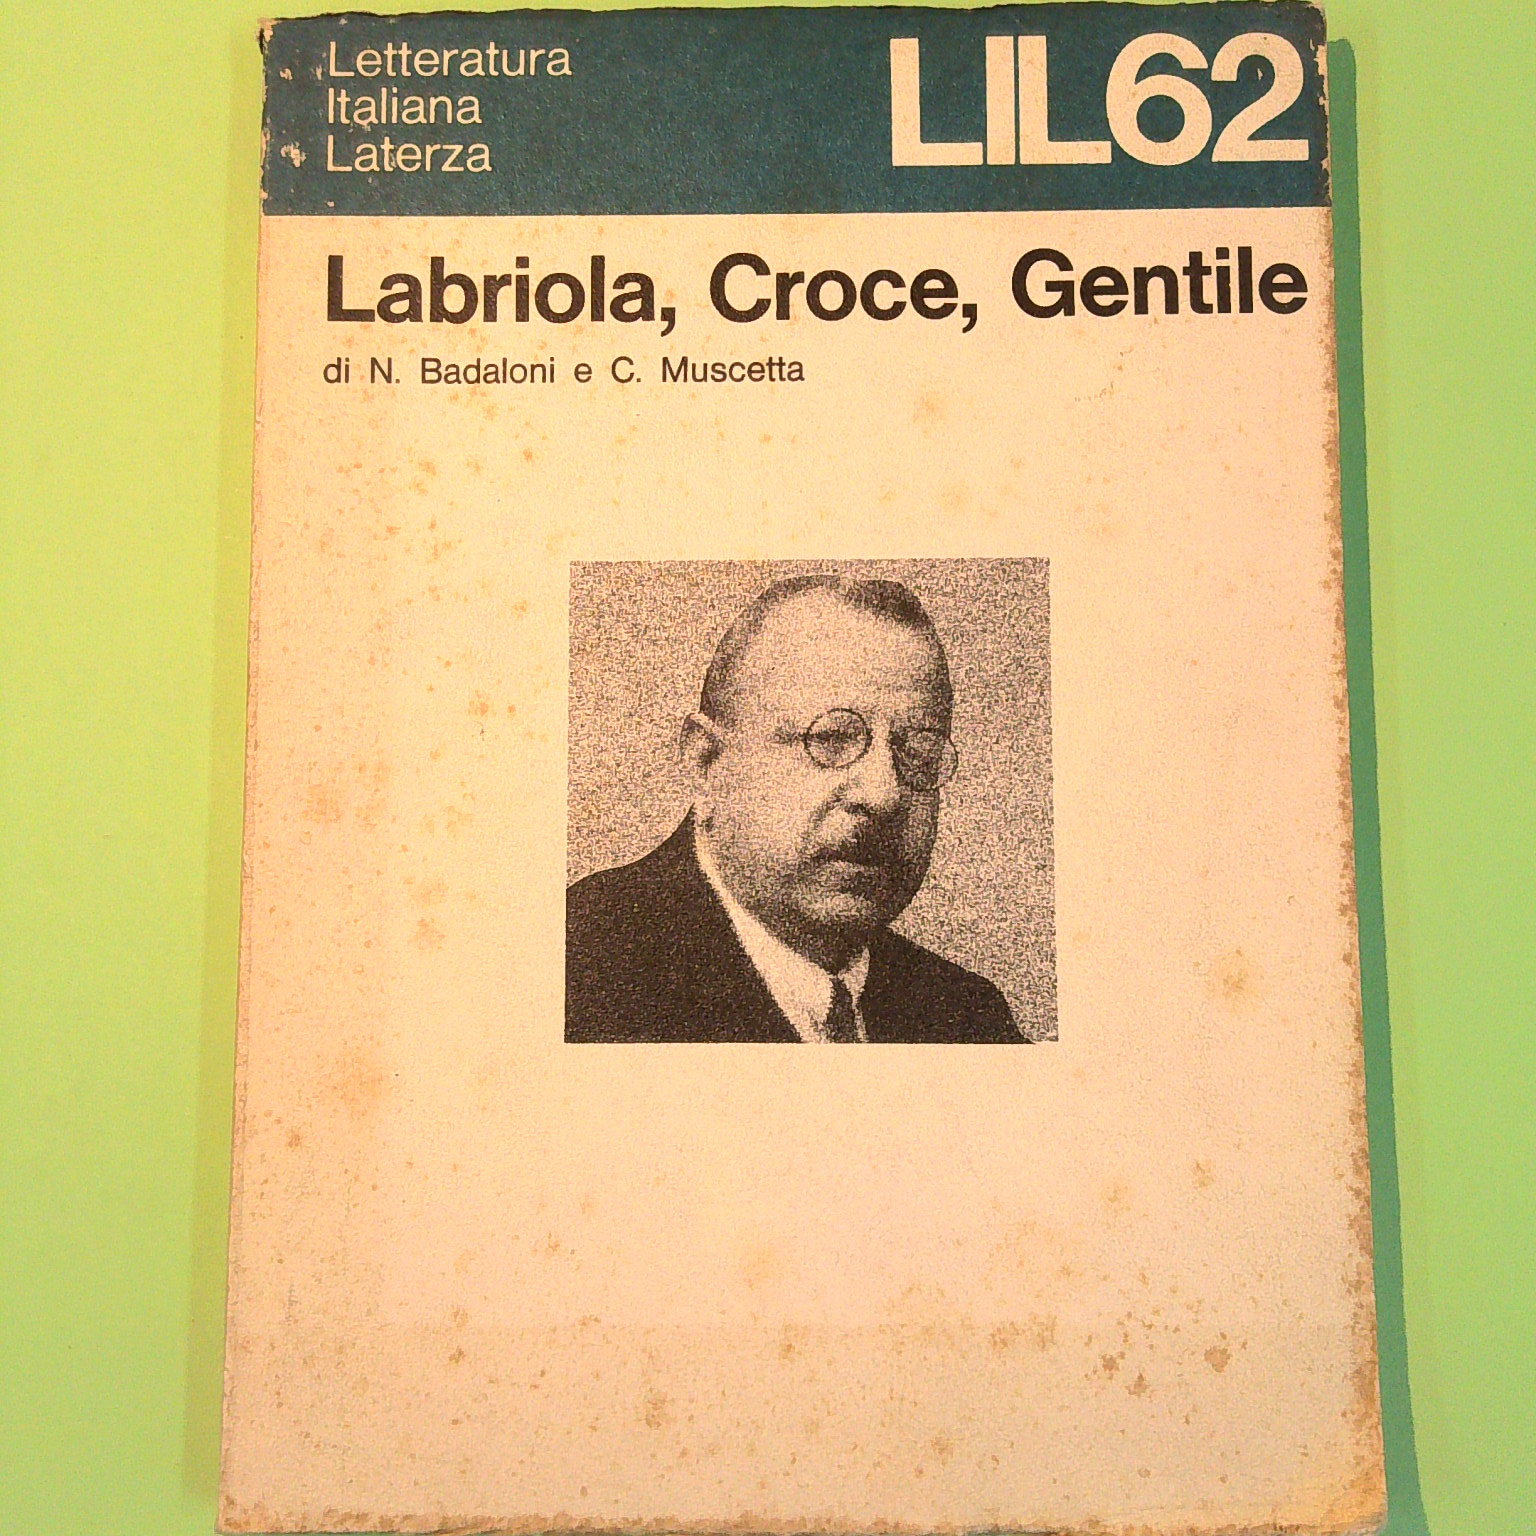 Letteratura
Italiana
Laterza
LIL62
Labriola, Croce, Gentile
di N. Badaloni e C. Muscetta